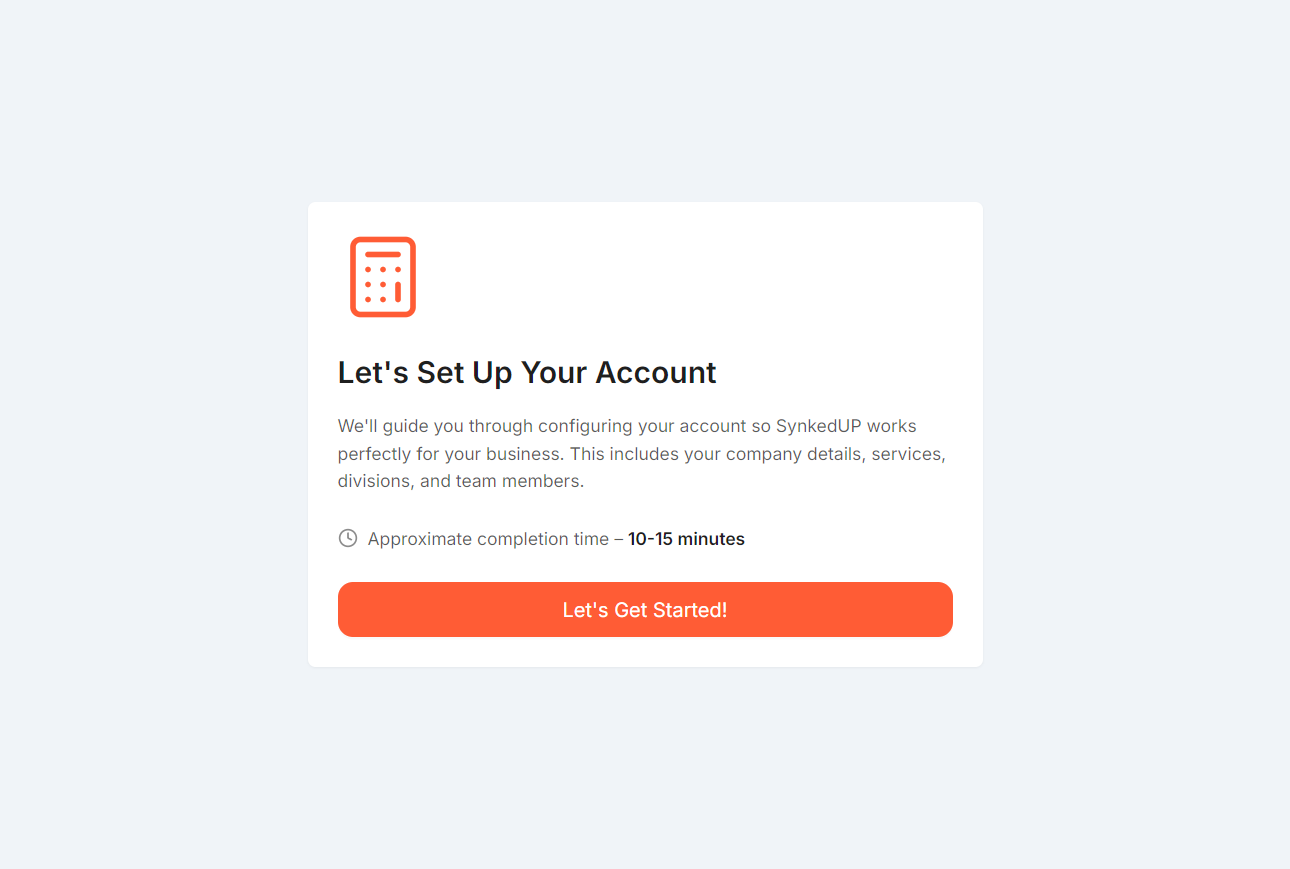 Let's Set Up Your Account
We'll guide you through configuring your account so SynkedUP works
perfectly for your business. This includes your company details, services,
divisions, and team members.
Approximate completion time – 10-15 minutes
Let's Get Started!